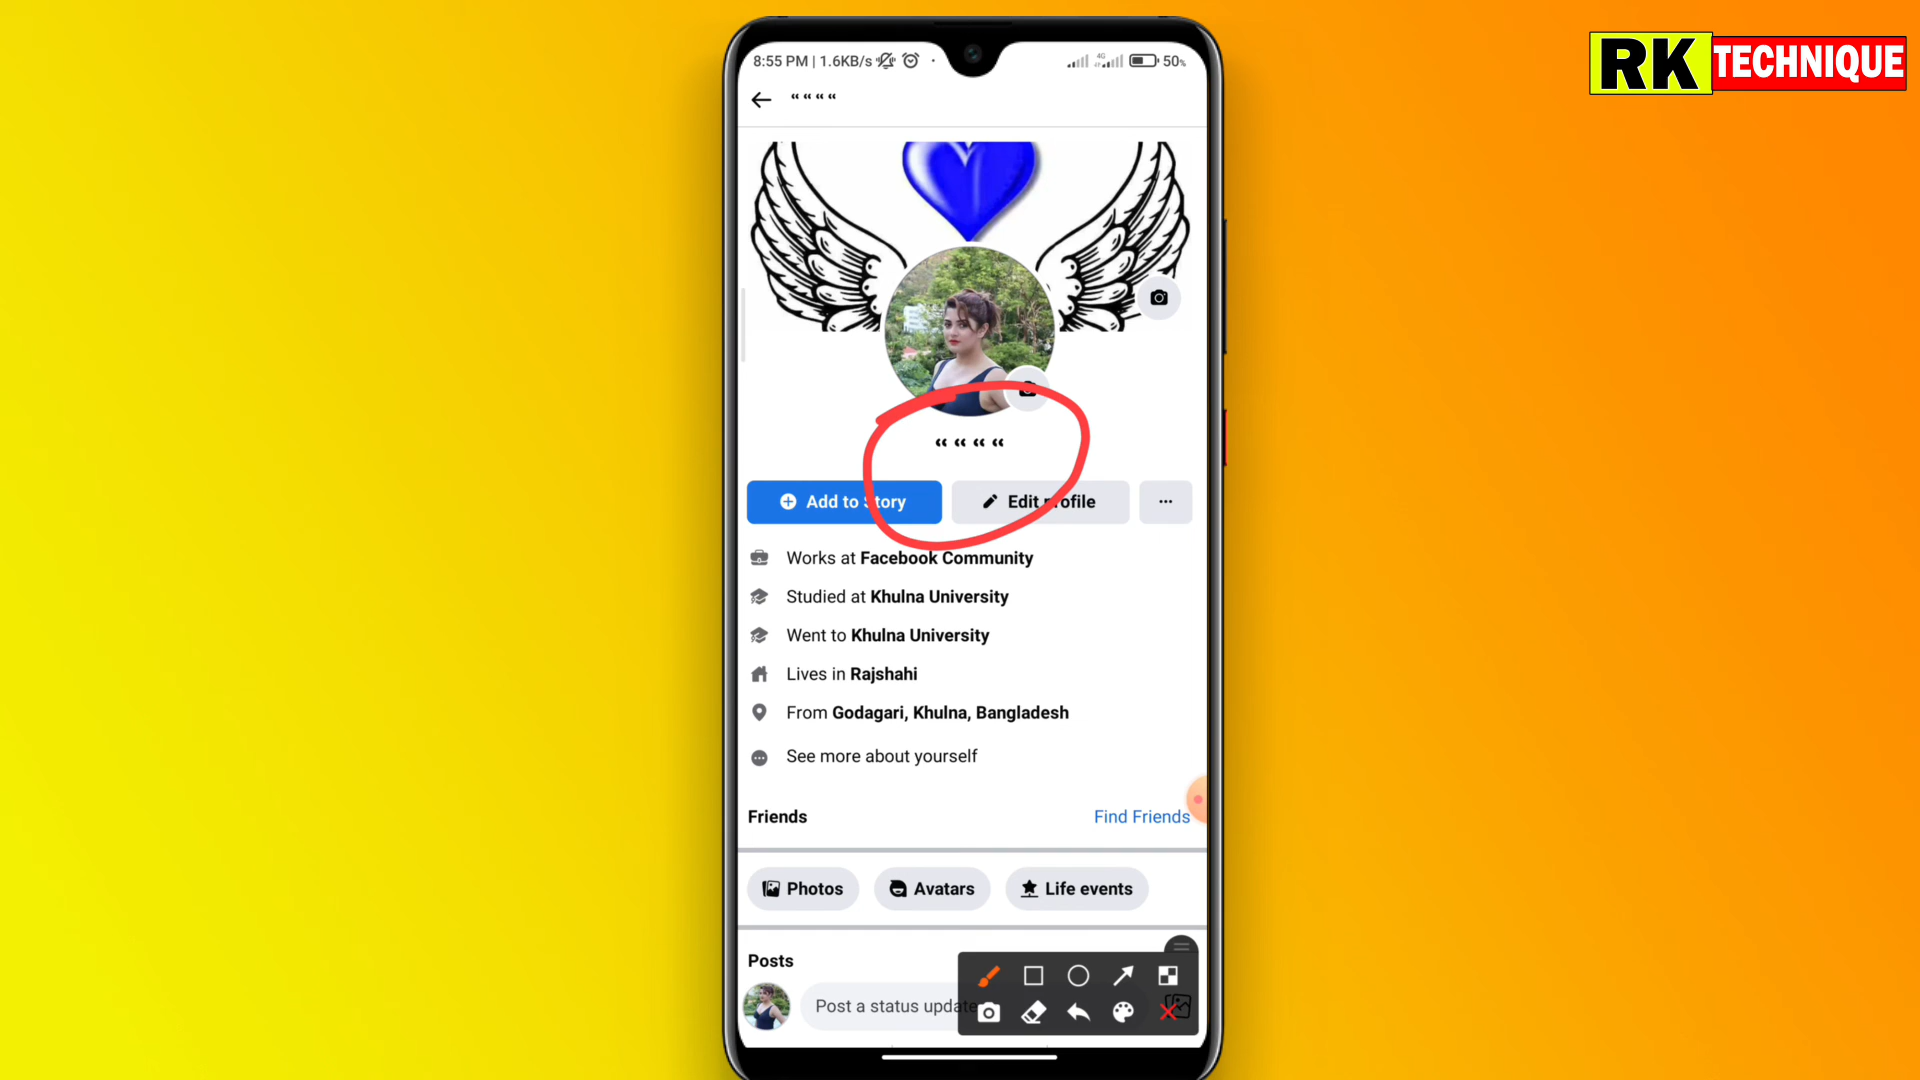 RK TECHNIQUE
8:55 PM | 1.6KB/s
4G
50%
“ “ “ “
“ “ “ “
Add to Story
Edit profile
Works at Facebook Community
Studied at Khulna University
Went to Khulna University
Lives in Rajshahi
From Godagari, Khulna, Bangladesh
See more about yourself
Friends
Find Friends
Photos
Avatars
Life events
Posts
Post a status update